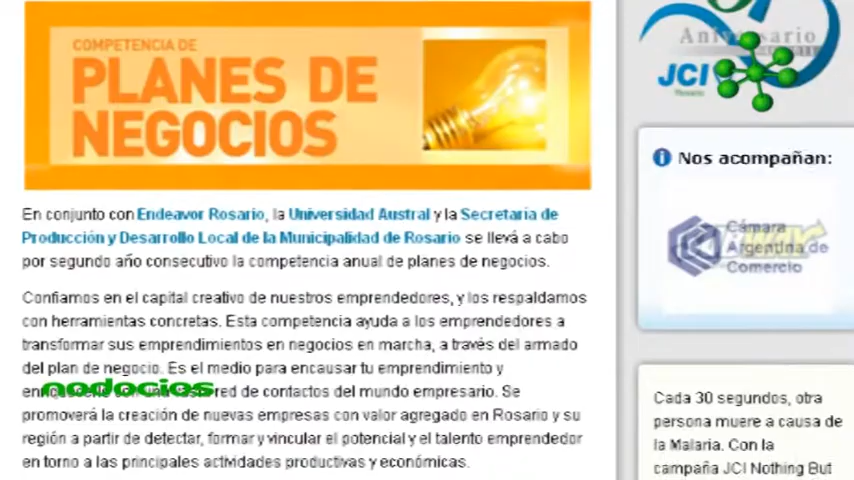 COMPETENCIA DE
PLANES DE
NEGOCIOS
En conjunto con Endeavor Rosario, la Universidad Austral y la Secretaría de
Producción y Desarrollo Local de la Municipalidad de Rosario se llevá a cabo
por segundo año consecutivo la competencia anual de planes de negocios.
Confiamos en el capital creativo de nuestros emprendedores, y los respaldamos
con herramientas concretas. Esta competencia ayuda a los emprendedores a
transformar sus emprendimientos en negocios en marcha, a través del armado
del plan de negocio. Es el medio para encausar tu emprendimiento y
red de contactos del mundo empresario. Se
nodocios
promoverá la creación de nuevas empresas con valor agregado en Rosario y su
región a partir de detectar, formar y vincular el potencial y el talento emprendedor
en torno a las principales actividades productivas y económicas.
Aniversario
JCI
Rosario
Nos acompañan:
Cámara
Argentina de
Comercio
Cada 30 segundos, otra
persona muere a causa de
la Malaria. Con la
campaña JCI Nothing But